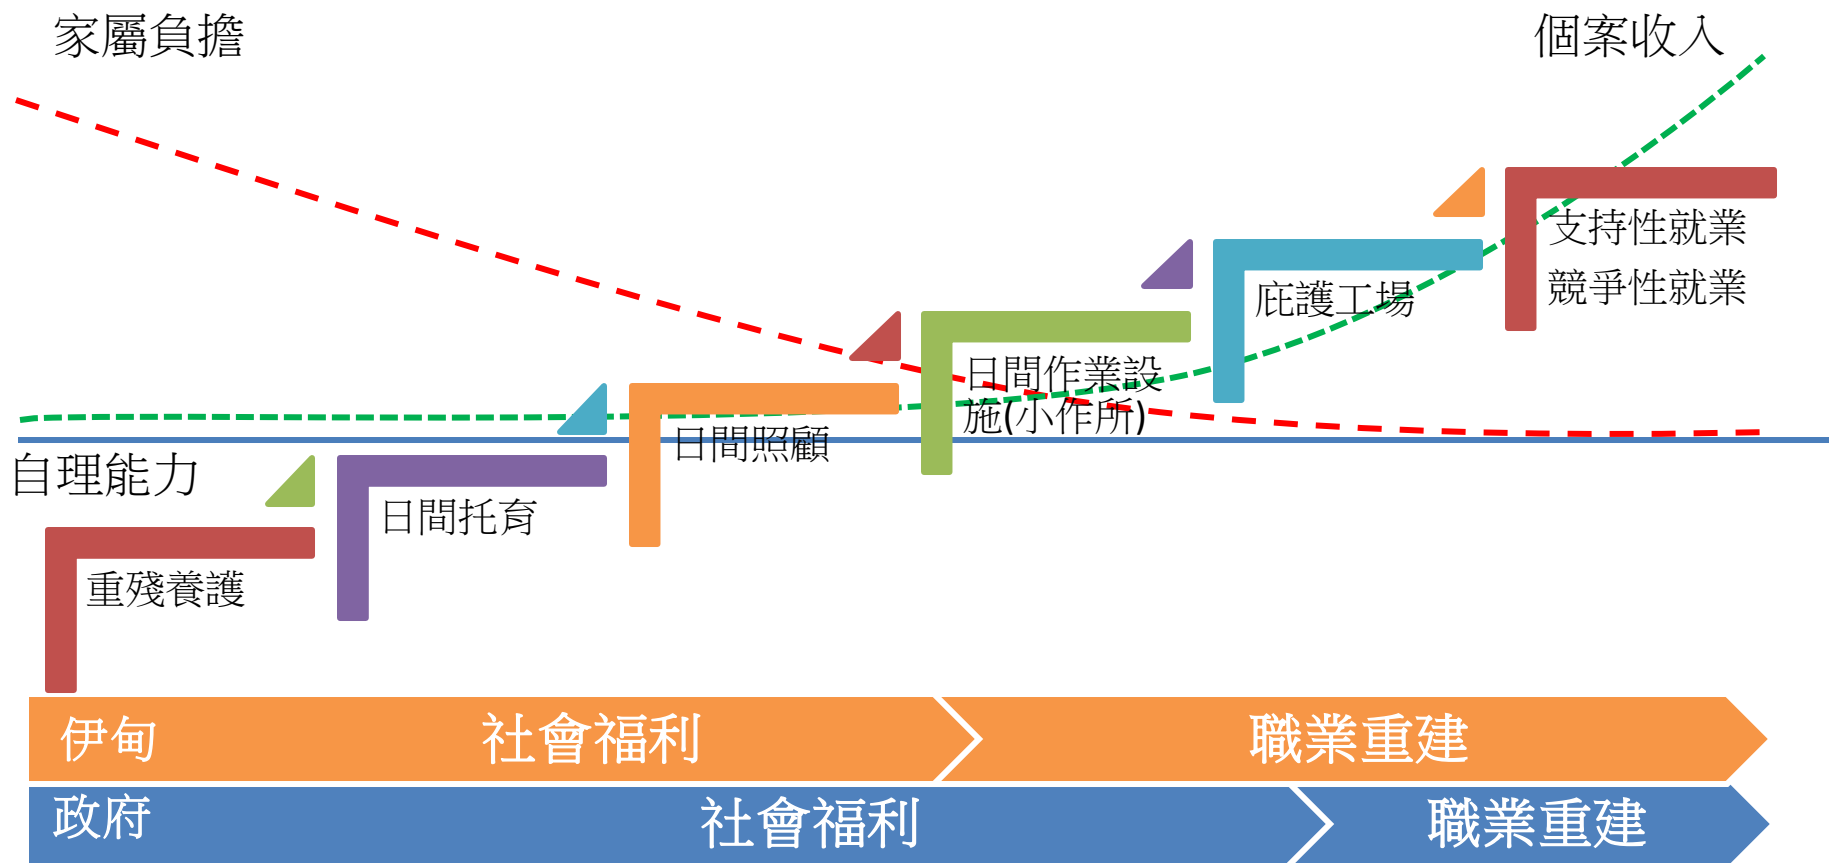 家屬負擔
個案收入
支持性就業
競爭性就業
庇護工場
日間作業設
施(小作所)
日間照顧
自理能力
日間托育
重殘養護
伊甸
社會福利
職業重建
政府
社會福利
職業重建